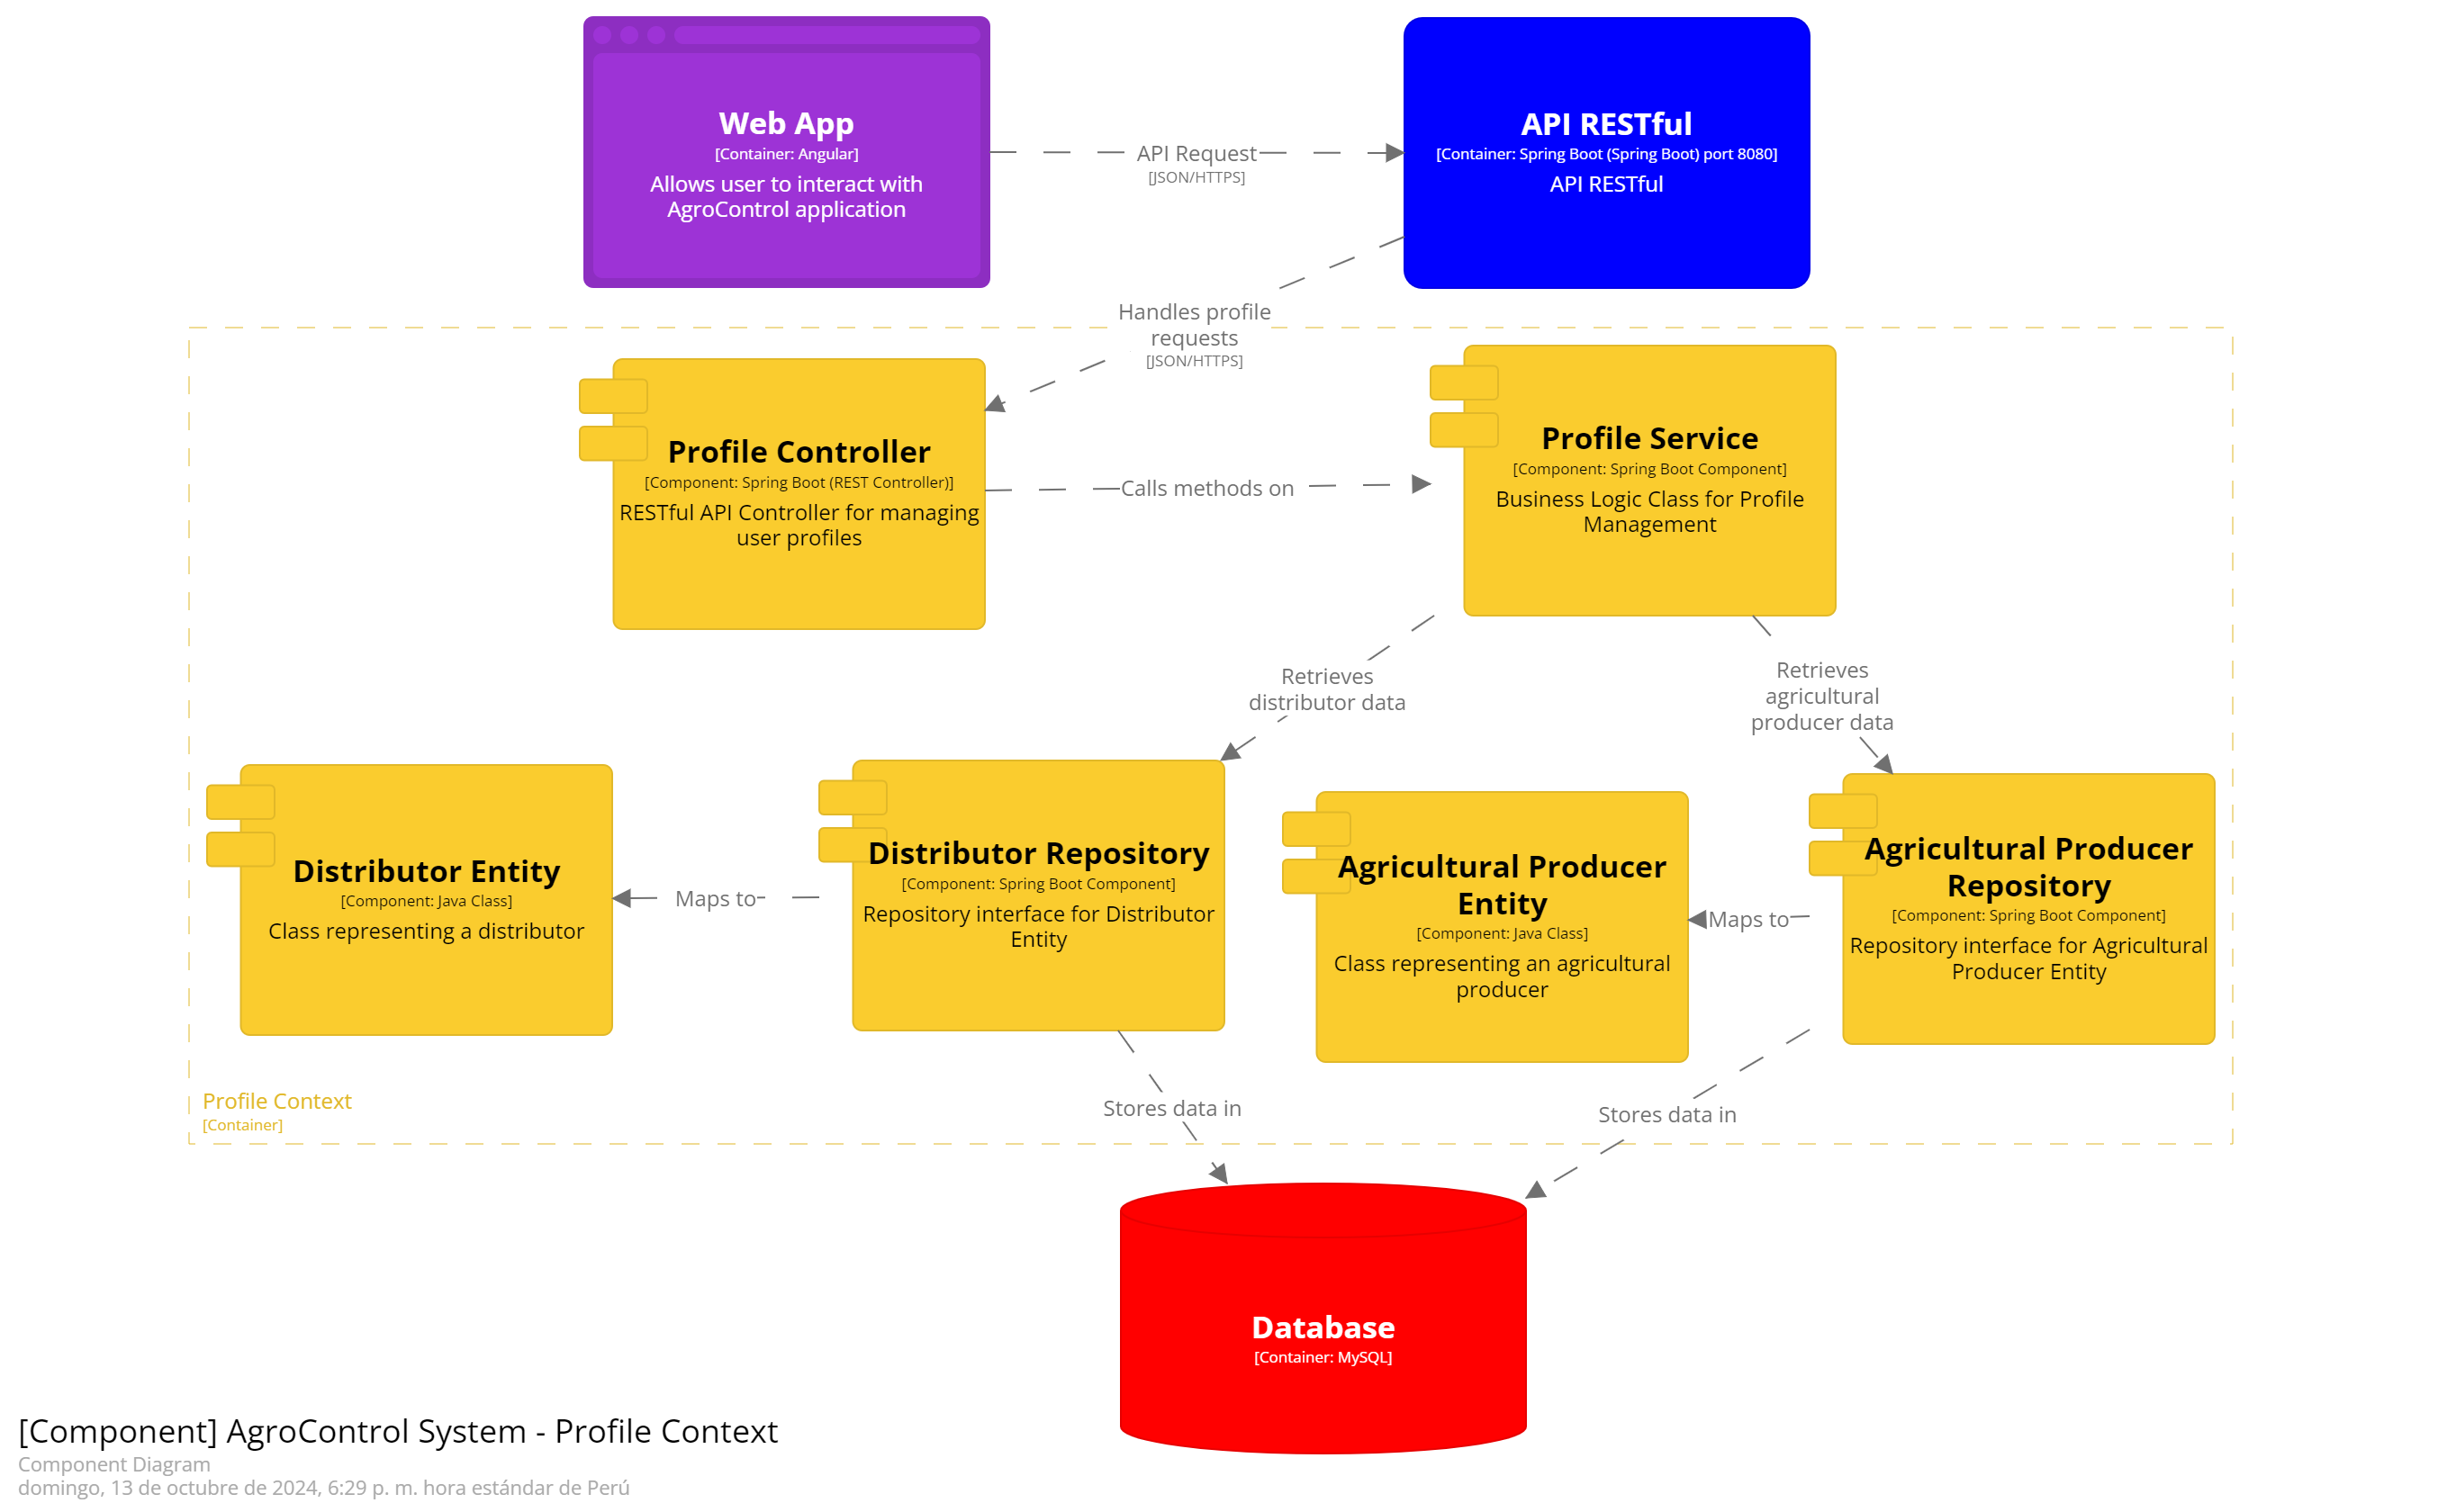 Web App
[Container: Angular]
Allows user to interact with
AgroControl application
API Request
[JSON/HTTPS]
API RESTful
[Container: Spring Boot (Spring Boot) port 8080]
API RESTful
Handles profile
requests
[JSON/HTTPS]
Profile Controller
[Component: Spring Boot (REST Controller)]
RESTful API Controller for managing
user profiles
Calls methods on
Profile Service
[Component: Spring Boot Component]
Business Logic Class for Profile
Management
Retrieves
distributor data
Retrieves
agricultural
producer data
Distributor Entity
[Component: Java Class]
Class representing a distributor
Maps to
Distributor Repository
[Component: Spring Boot Component]
Repository interface for Distributor
Entity
Agricultural Producer
Entity
[Component: Java Class]
Class representing an agricultural
producer
Maps to
Agricultural Producer
Repository
[Component: Spring Boot Component]
Repository interface for Agricultural
Producer Entity
Profile Context
[Container]
Stores data in
Stores data in
Database
[Container: MySQL]
[Component] AgroControl System - Profile Context
Component Diagram
domingo, 13 de octubre de 2024, 6:29 p. m. hora estándar de Perú